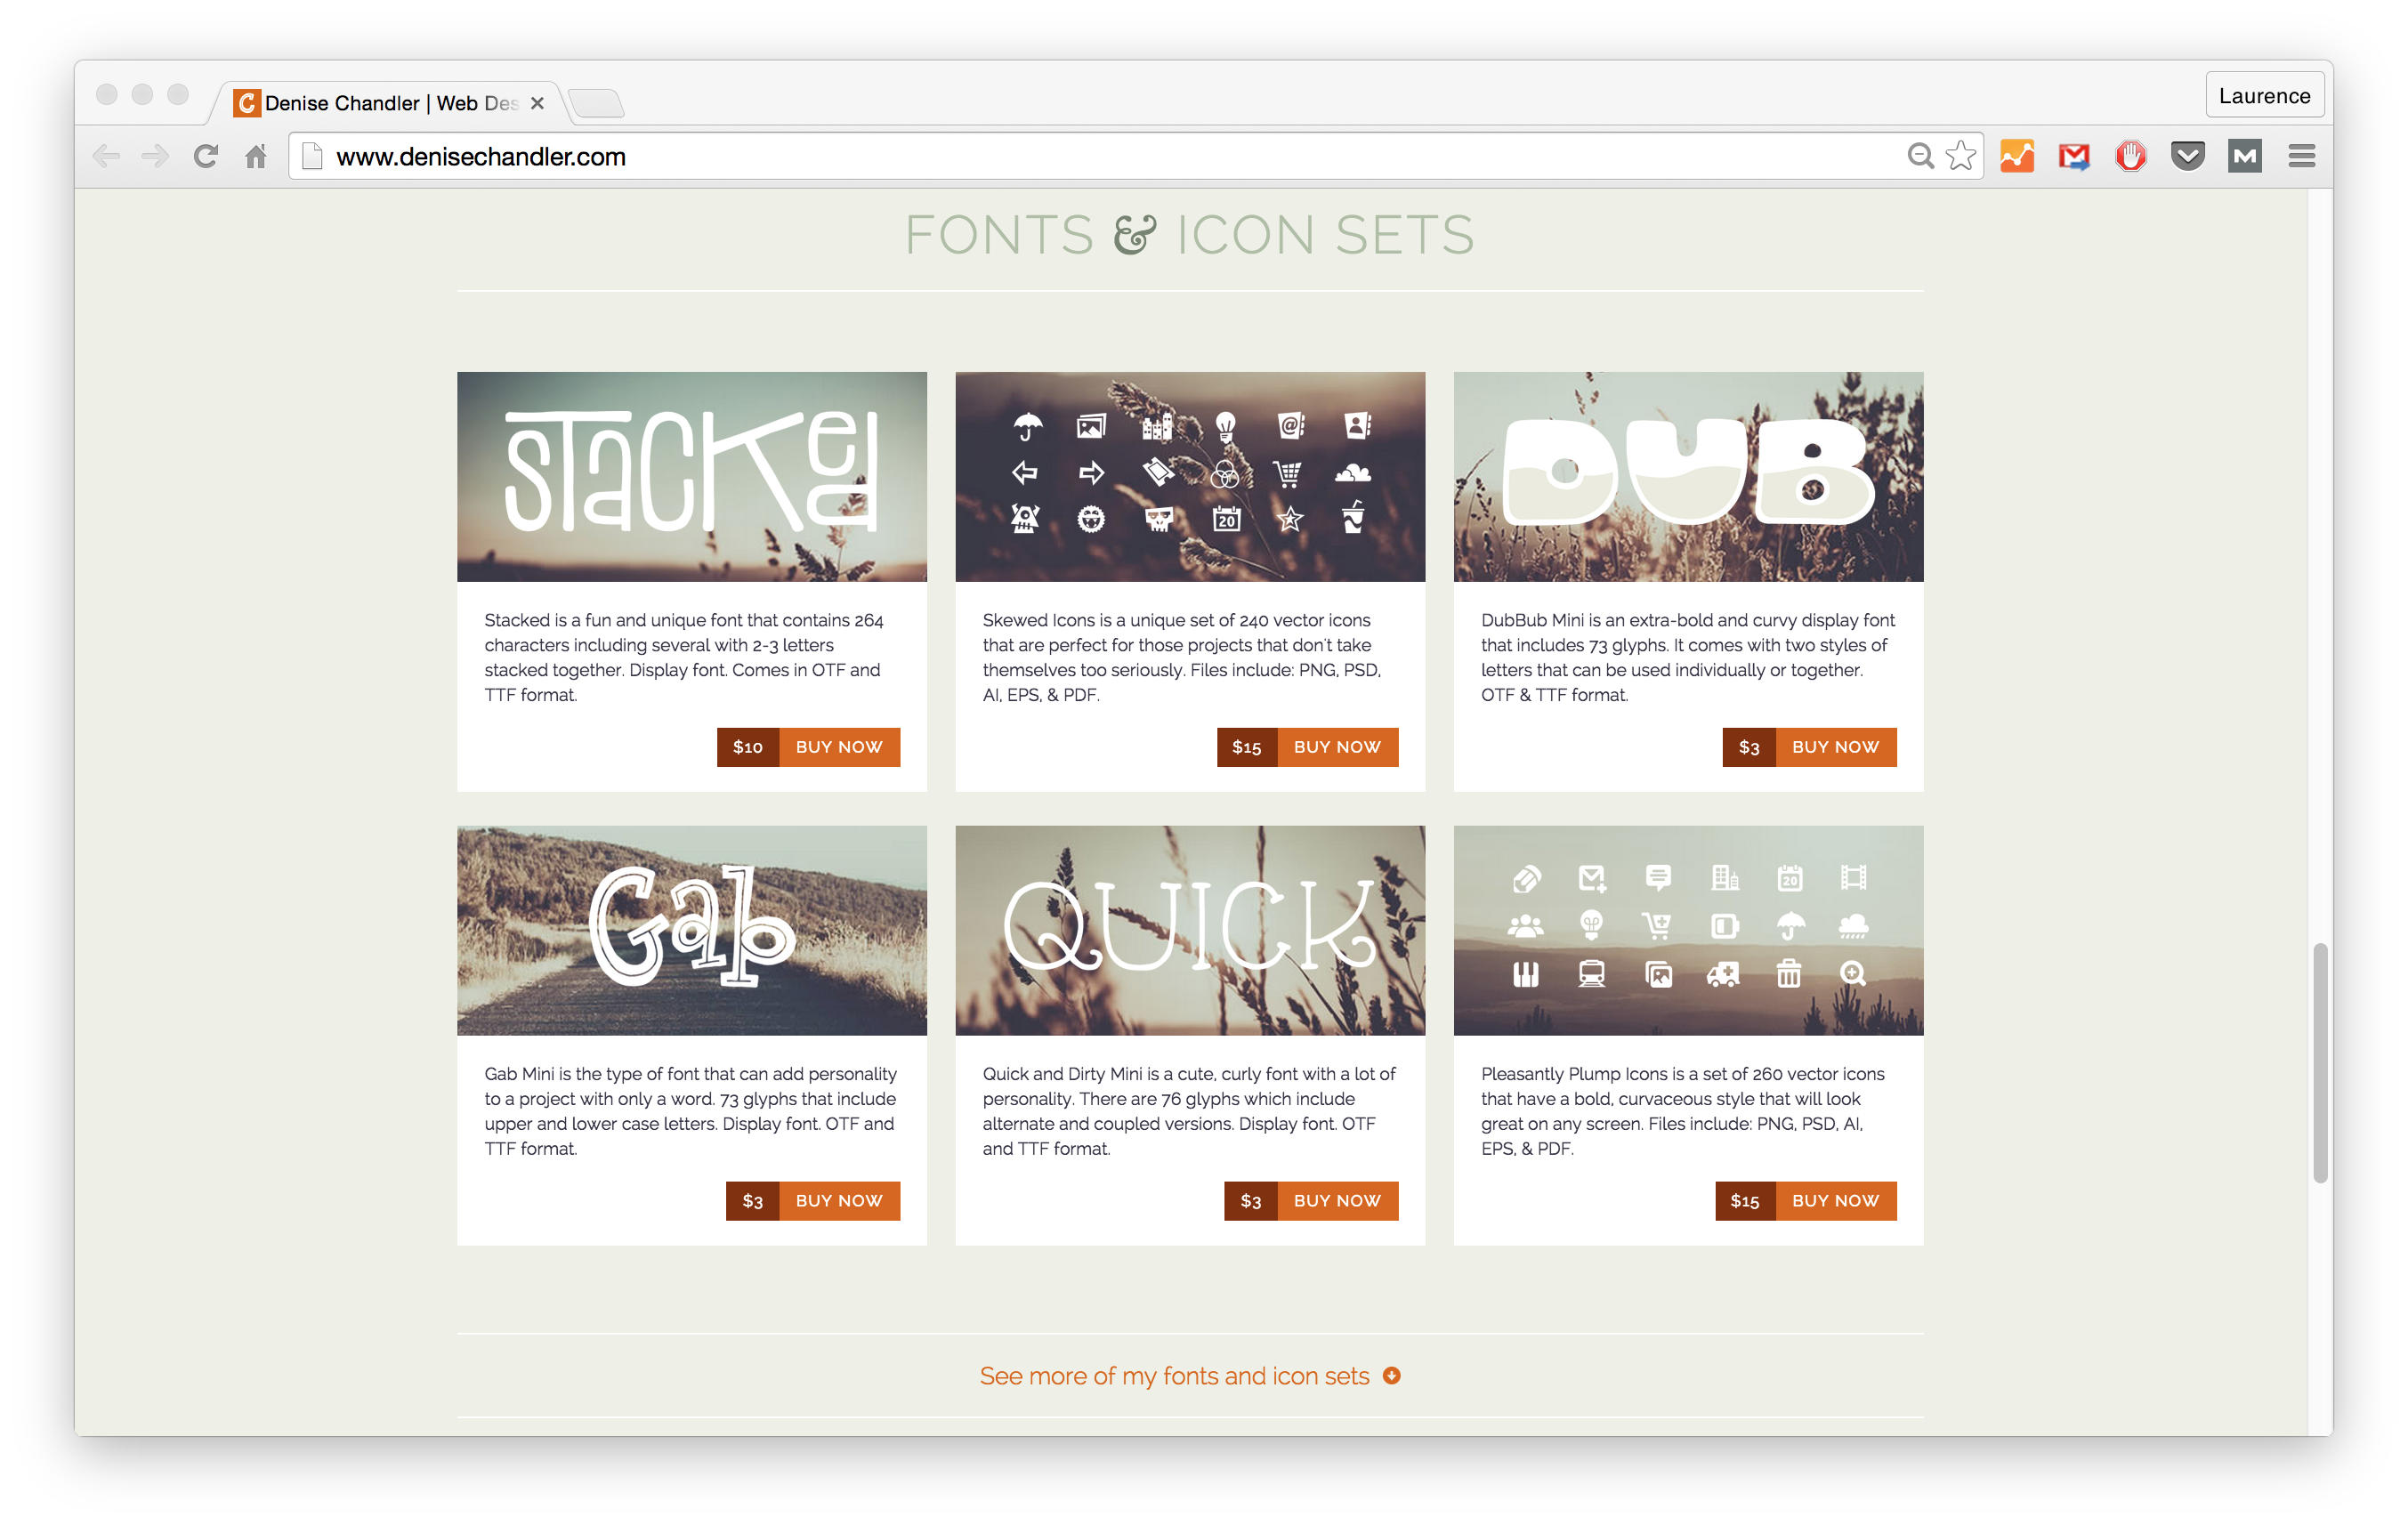 Denise Chandler | Web Des
Laurence
www.denisechandler.com
FONTS & ICON SETS
stacked
20
DUB
Stacked is a fun and unique font that contains 264
characters including several with 2-3 letters
stacked together. Display font. Comes in OTF and
TTF format.
$10 BUY NOW
Skewed Icons is a unique set of 240 vector icons
that are perfect for those projects that don't take
themselves too seriously. Files include: PNG, PSD,
AI, EPS, & PDF.
$15 BUY NOW
DubBub Mini is an extra-bold and curvy display font
that includes 73 glyphs. It comes with two styles of
letters that can be used individually or together.
OTF & TTF format.
$3 BUY NOW
Gab
QUICK
20
Gab Mini is the type of font that can add personality
to a project with only a word. 73 glyphs that include
upper and lower case letters. Display font. OTF and
TTF format.
$3 BUY NOW
Quick and Dirty Mini is a cute, curly font with a lot of
personality. There are 76 glyphs which include
alternate and coupled versions. Display font. OTF
and TTF format.
$3 BUY NOW
Pleasantly Plump Icons is a set of 260 vector icons
that have a bold, curvaceous style that will look
great on any screen. Files include: PNG, PSD, AI,
EPS, & PDF.
$15 BUY NOW
See more of my fonts and icon sets